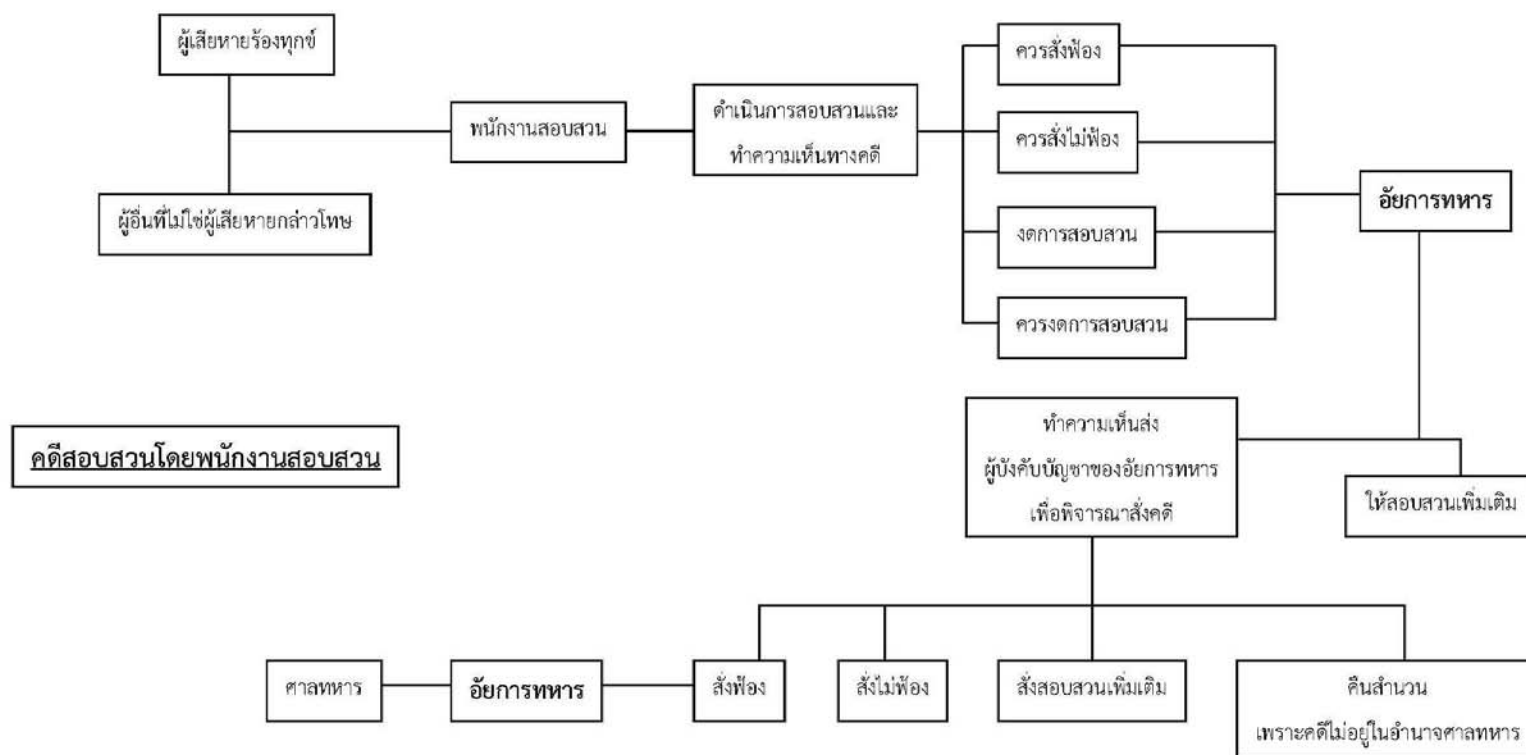 ผู้เสียหายร้องทุกข์
พนักงานสอบสวน
ดำเนินการสอบสวนและ
ทำความเห็นทางคดี
ผู้อื่นที่ไม่ใช่ผู้เสียหายกล่าวโทษ
ควรสั่งฟ้อง
ควรสั่งไม่ฟ้อง
งดการสอบสวน
ควรงดการสอบสวน
อัยการทหาร
คดีสอบสวนโดยพนักงานสอบสวน
ทำความเห็นส่ง
ผู้บังคับบัญชาของอัยการทหาร
เพื่อพิจารณาสั่งคดี
ให้สอบสวนเพิ่มเติม
ศาลทหาร
อัยการทหาร
สั่งฟ้อง
สั่งไม่ฟ้อง
สั่งสอบสวนเพิ่มเติม
คืนสำนวน
เพราะคดีไม่อยู่ในอำนาจศาลทหาร